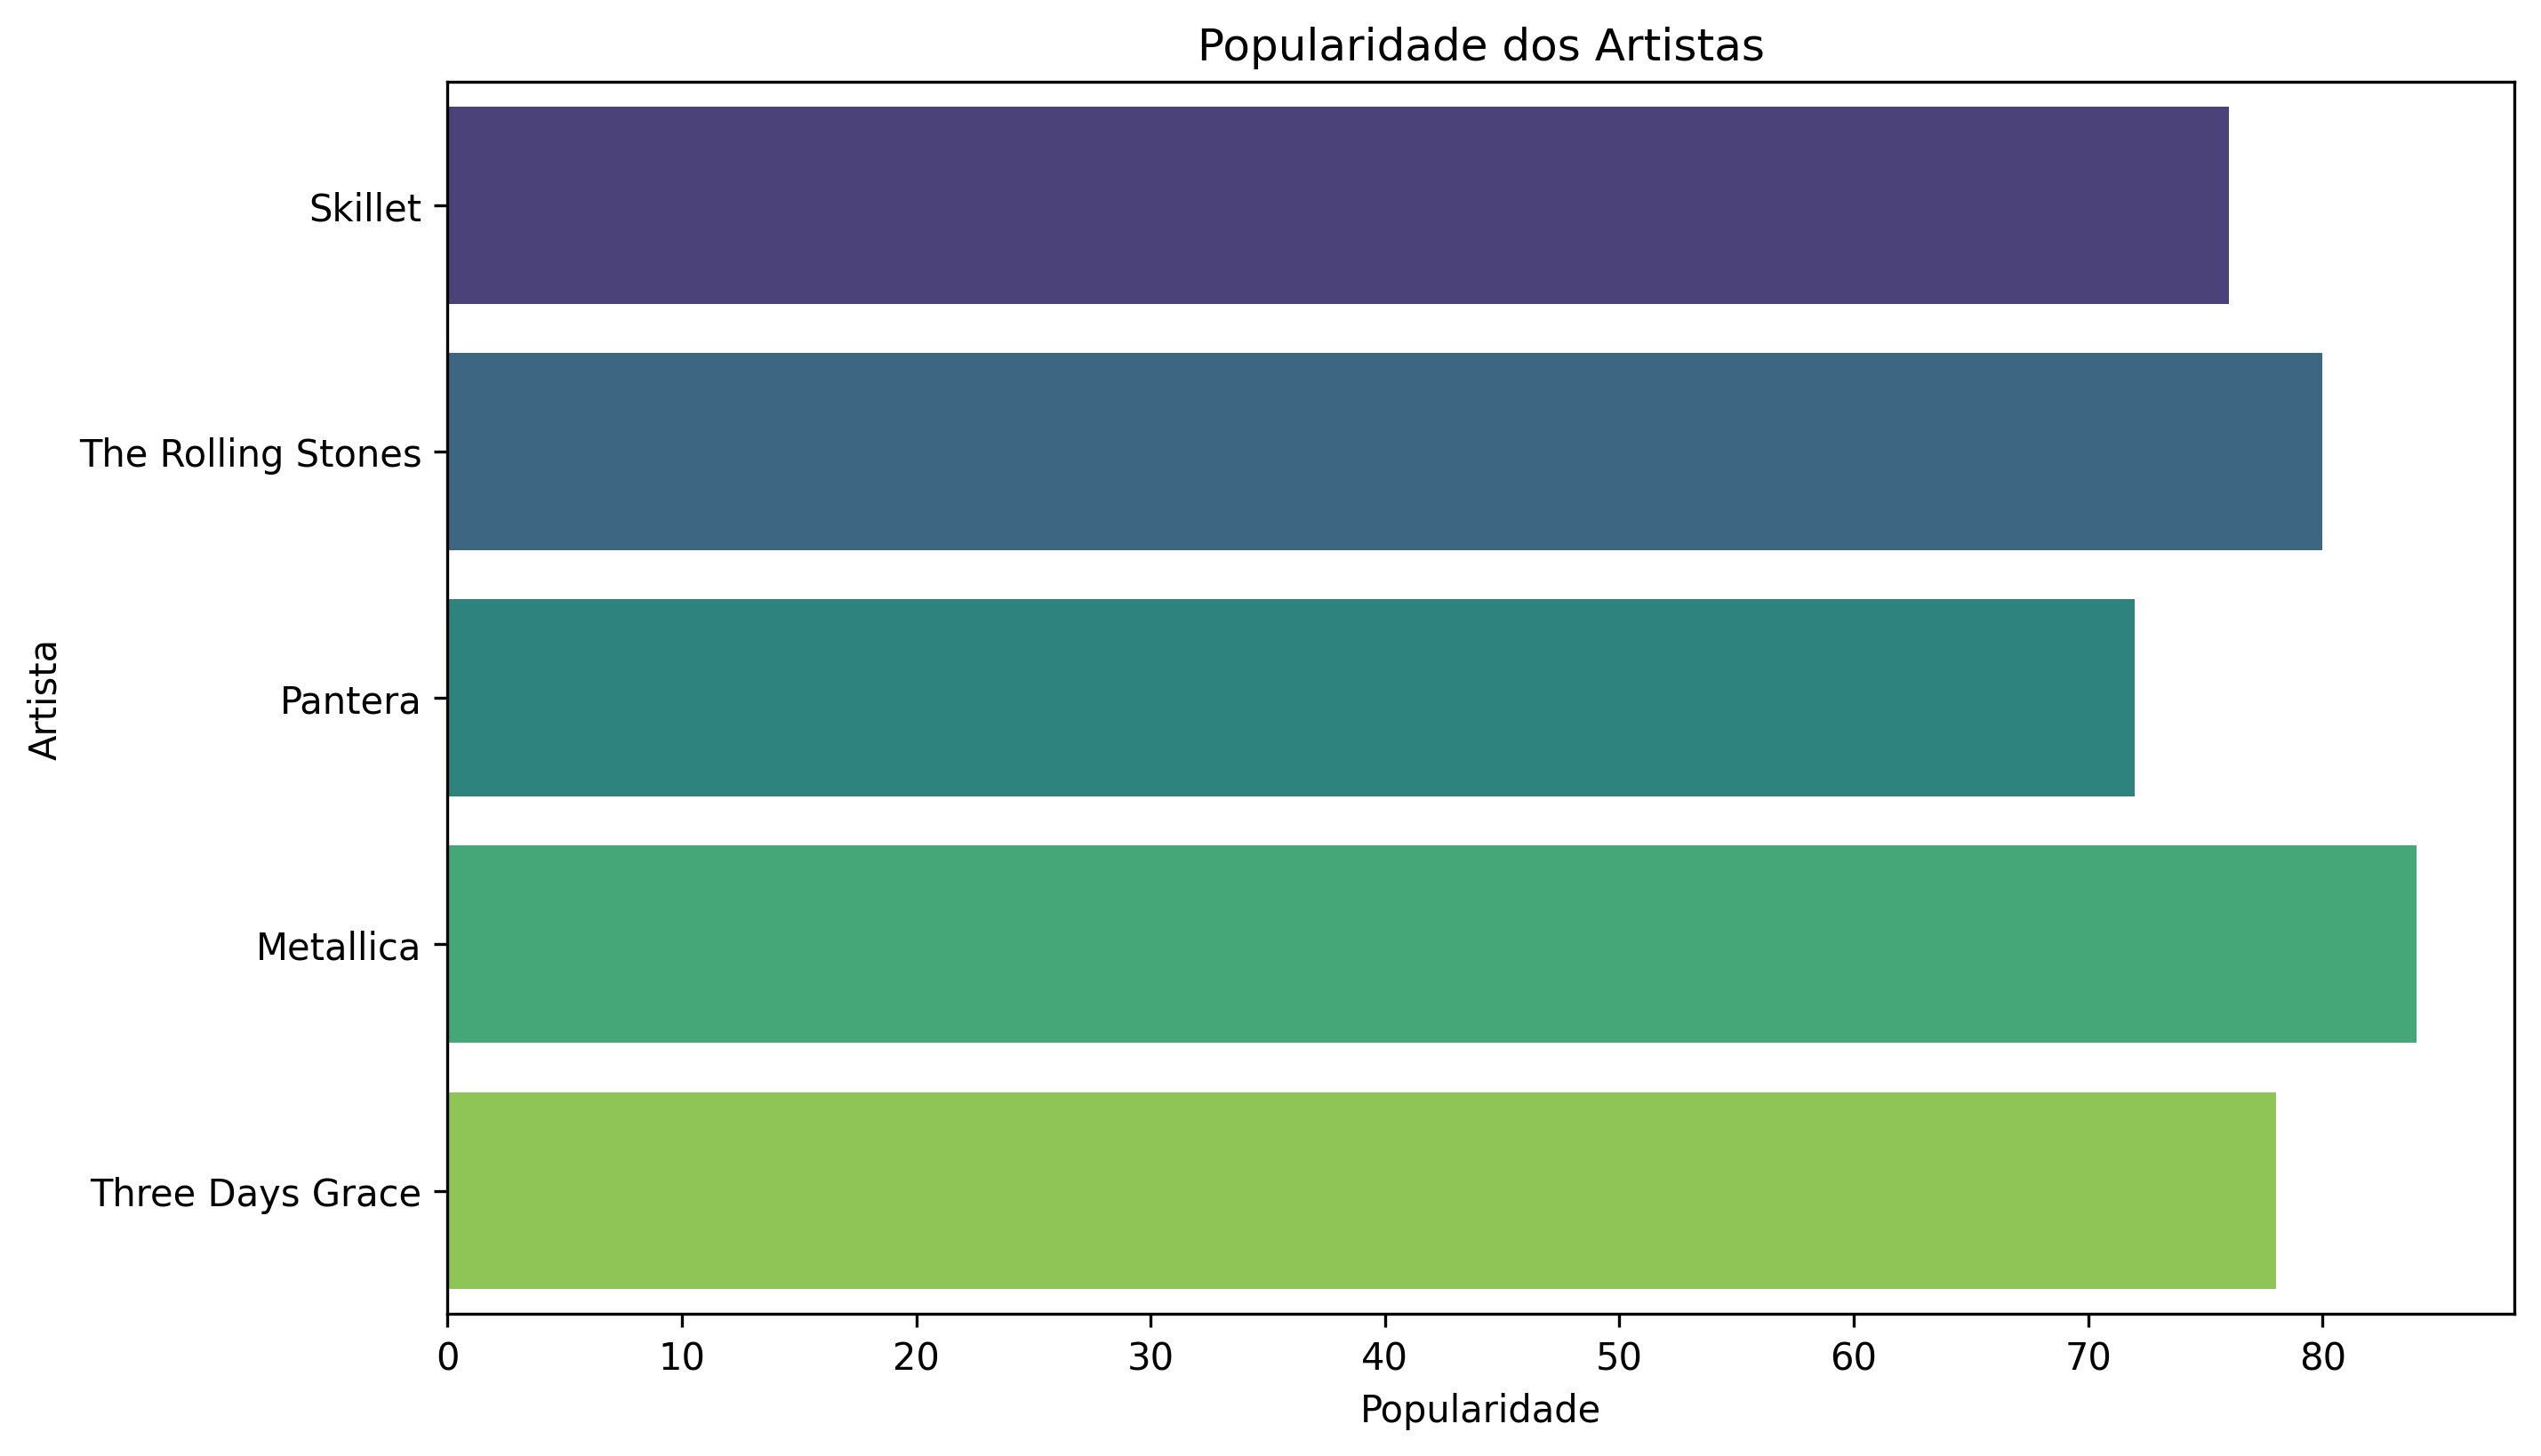 Popularidade dos Artistas
Artista
Skillet
The Rolling Stones
Pantera
Metallica
Three Days Grace
0 10 20 30 40 50 60 70 80
Popularidade